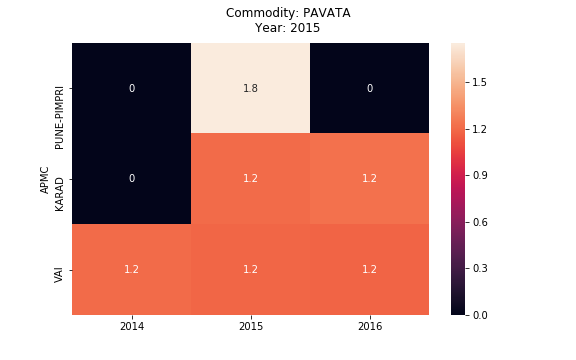 Commodity: PAVATA
Year: 2015
APMC
PUNE-PIMPRI
0 1.8 0
KARAD
0 1.2 1.2
VAI
1.2 1.2 1.2
2014 2015 2016
1.5
1.2
0.9
0.6
0.3
0.0